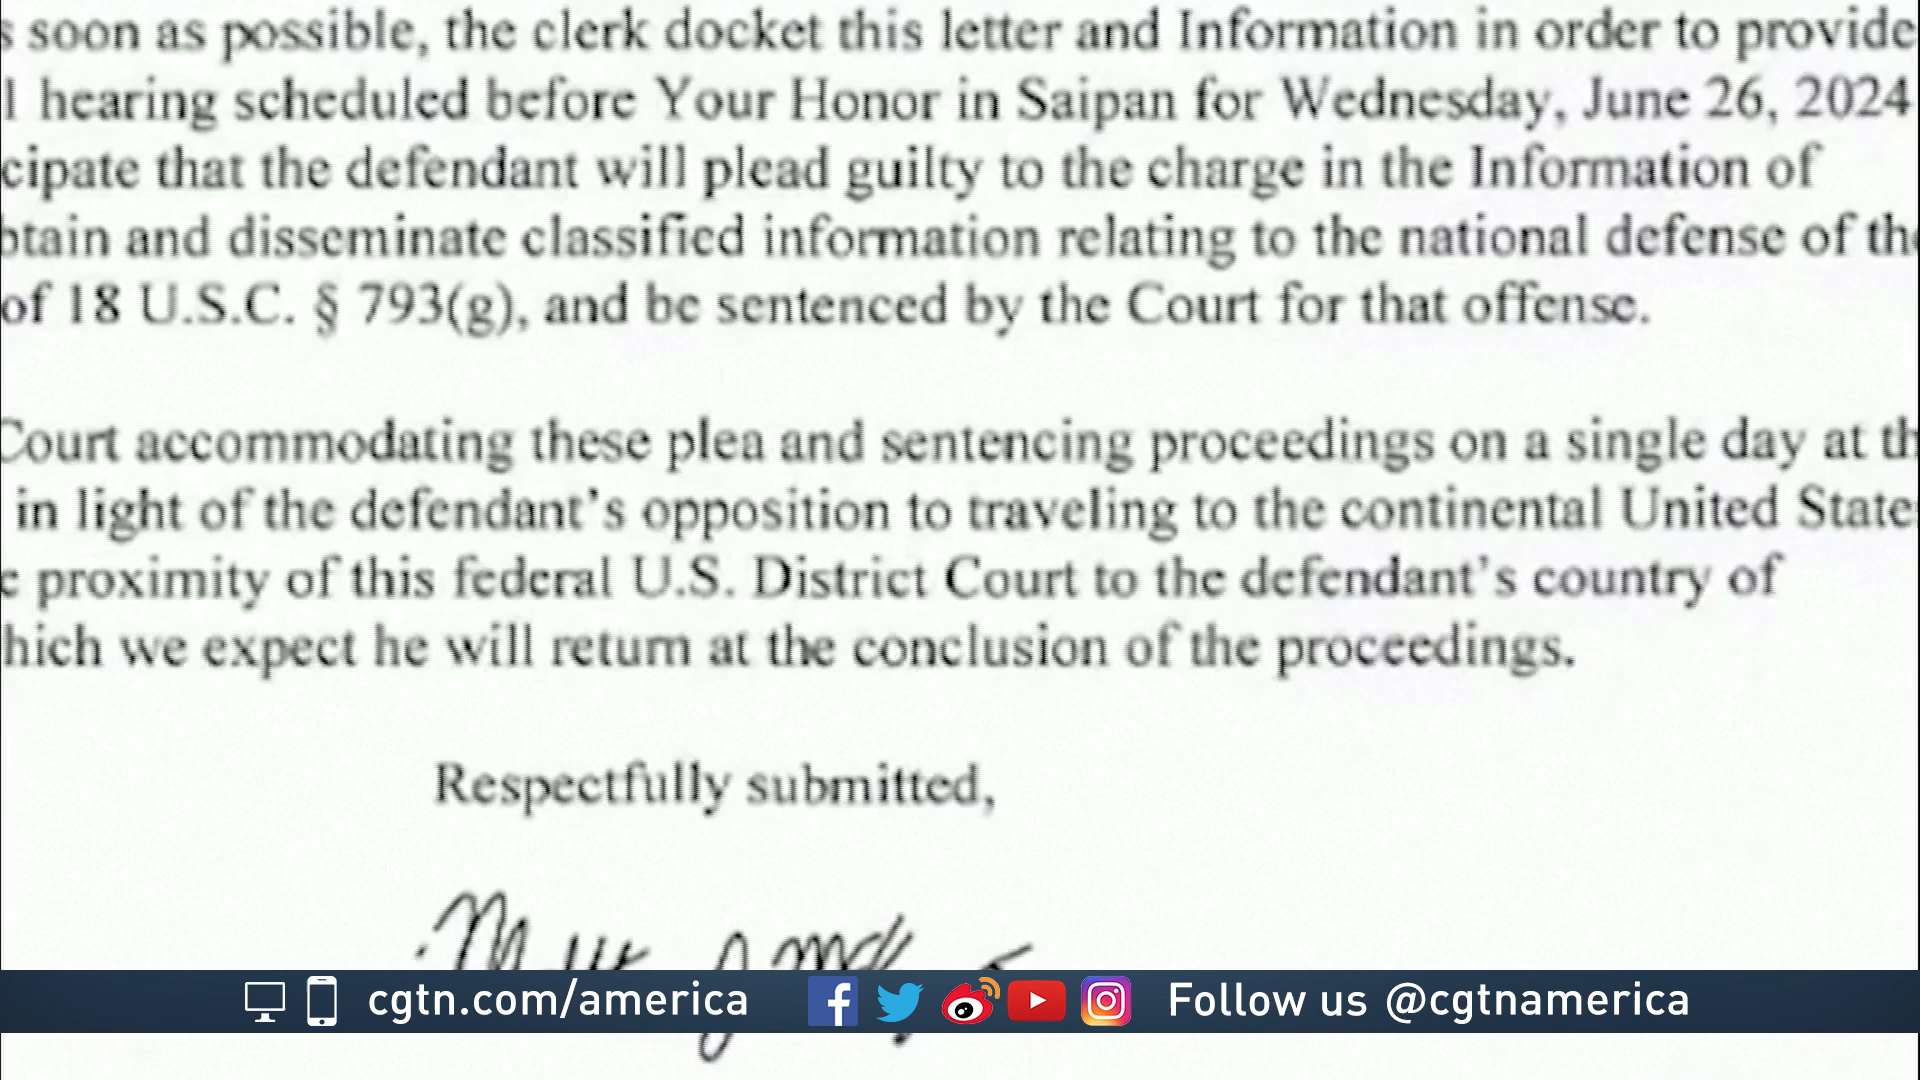 s soon as possible, the clerk docket this letter and Information in order to provide
l hearing scheduled before Your Honor in Saipan for Wednesday, June 26, 2024
cipate that the defendant will plead guilty to the charge in the Information of
btain and disseminate classified information relating to the national defense of the
of 18 U.S.C. § 793(g), and be sentenced by the Court for that offense.
Court accommodating these plea and sentencing proceedings on a single day at th
in light of the defendant's opposition to traveling to the continental United States
e proximity of this federal U.S. District Court to the defendant's country of
hich we expect he will return at the conclusion of the proceedings.
Respectfully submitted,
cgtn.com/america Follow us @cgtnamerica